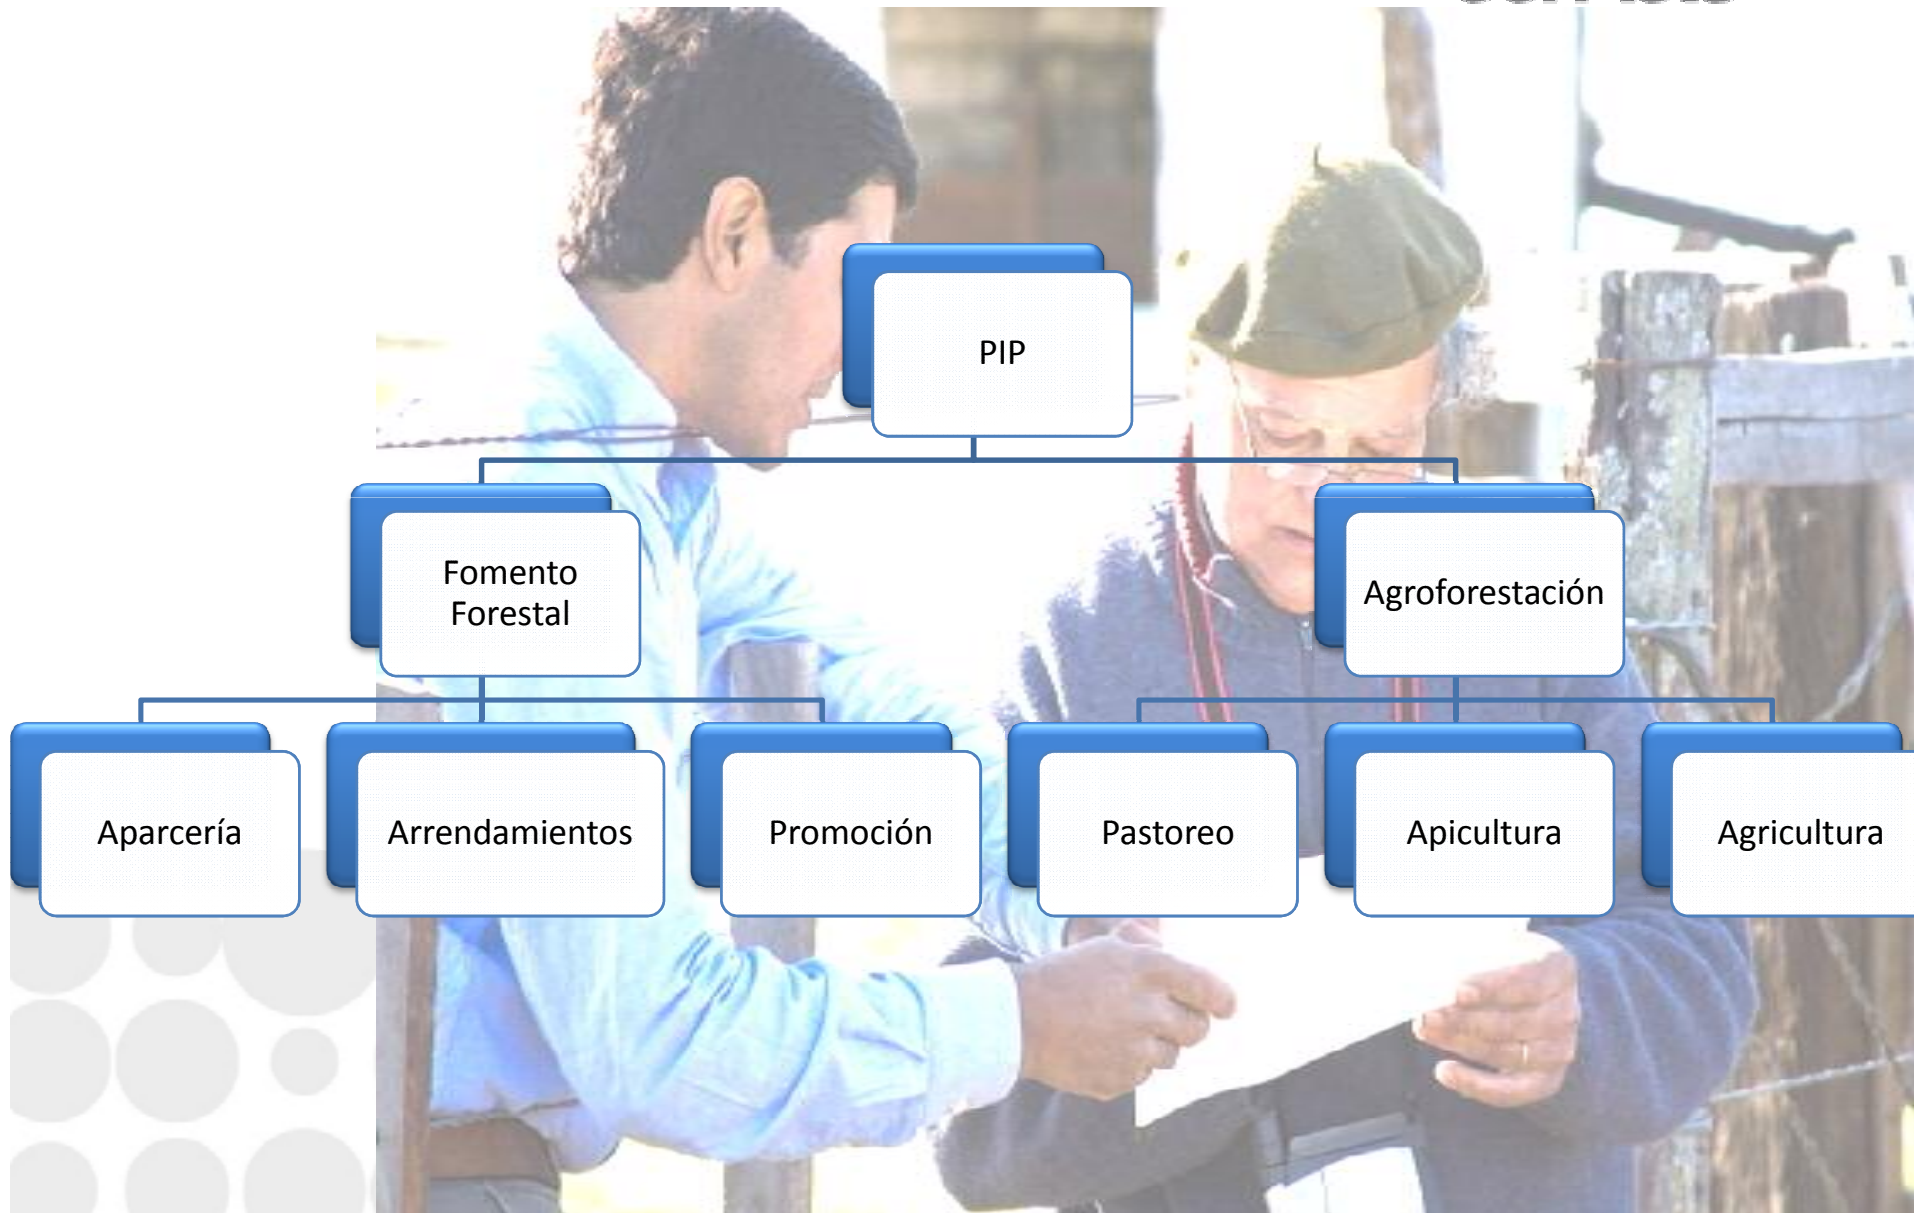 PIP
Fomento
Forestal
Agroforestación
Aparcería
Arrendamientos
Promoción
Pastoreo
Apicultura
Agricultura